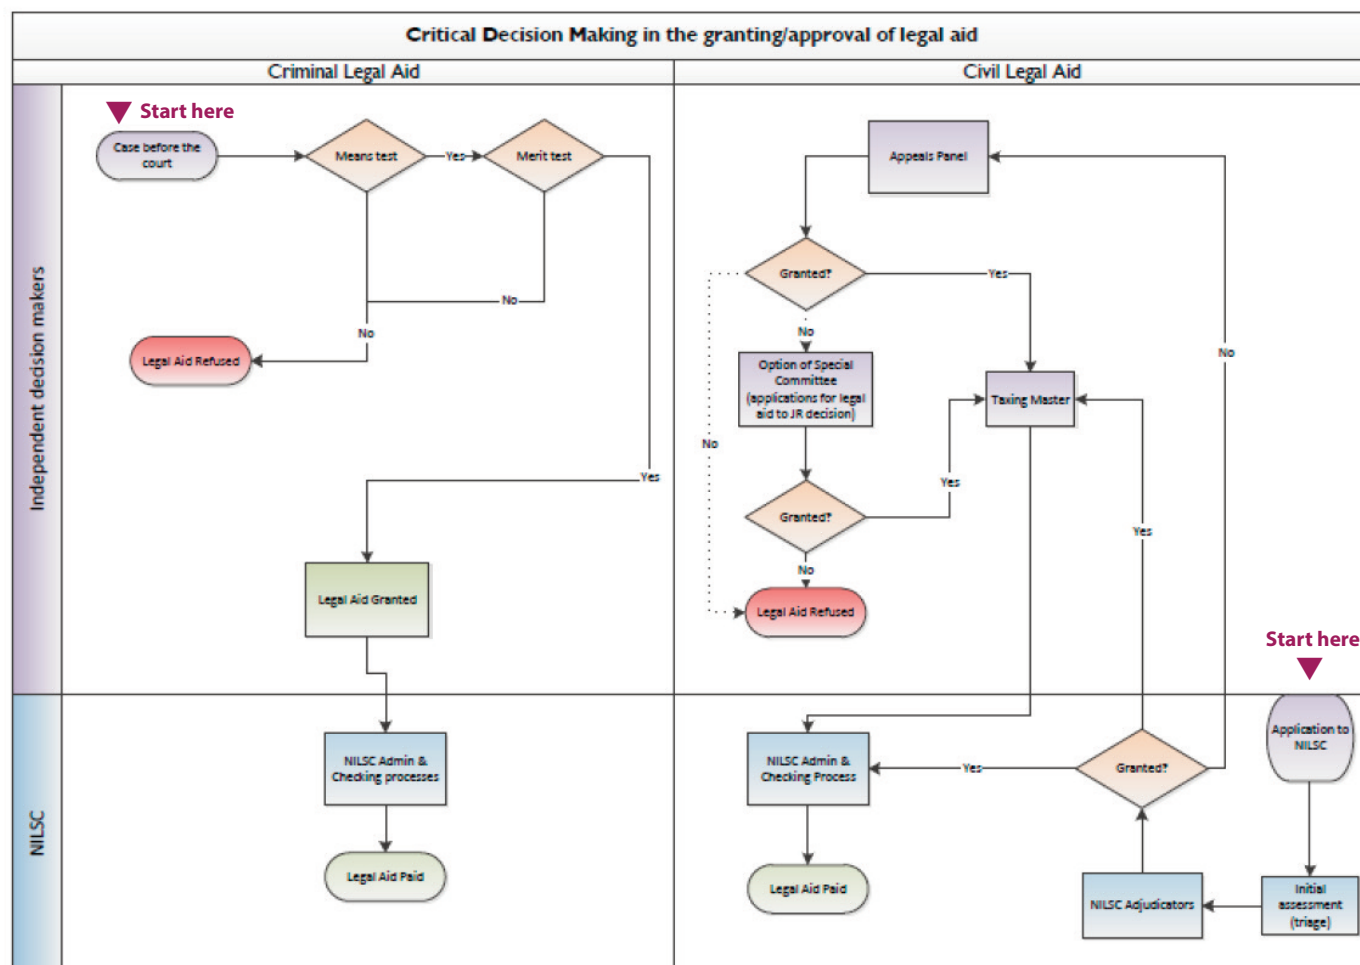 Critical Decision Making in the granting/approval of legal aid
Criminal Legal Aid
Civil Legal Aid
Independent decision makers
NILSC
Start here
Case before the
court
Means test
Yes
Merit test
No
No
Legal Aid Refused
Yes
Legal Aid Granted
NILSC Admin &
Checking processes
Legal Aid Paid
Appeals Panel
Granted?
Yes
No
No
Option of Special
Committee
(applications for legal
aid to JR decision)
Taxing Master
No
Yes
Granted?
Yes
No
Legal Aid Refused
Start here
Application to
NILSC
NILSC Admin &
Checking Process
Yes
Granted?
Legal Aid Paid
NILSC Adjudicators
Initial
assessment
(triage)